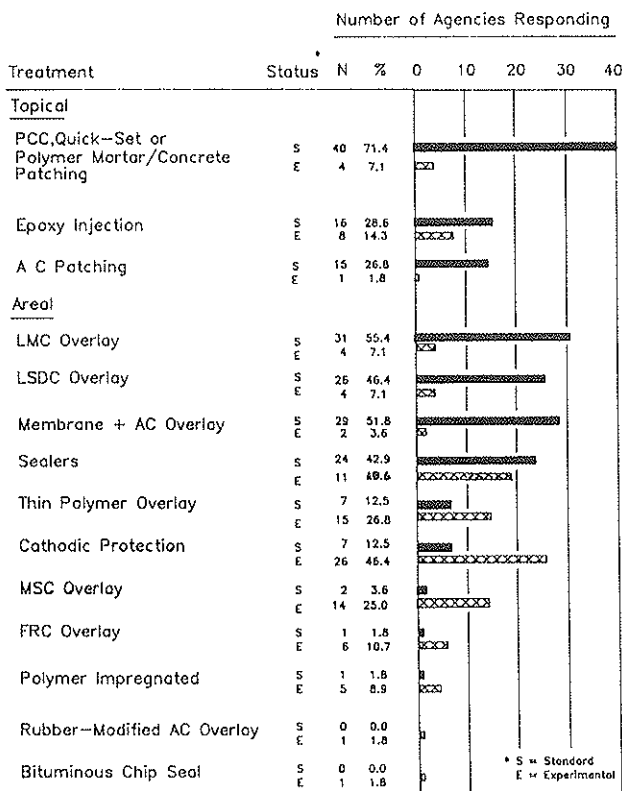 Number of Agencies Responding
Treatment Status* N % 0 10 20 30 40
Topical
PCC,Quick-Set or
Polymer Mortar/Concrete
Patching
S 40 71.4
E 4 7.1
Epoxy Injection S 16 28.6
E 8 14.3
A C Patching S 15 26.8
E 1 1.8
Areal
LMC Overlay S 31 55.4
E 4 7.1
LSDC Overlay S 26 46.4
E 4 7.1
Membrane + AC Overlay S 29 51.8
E 2 3.6
Sealers S 24 42.9
E 11
Thin Polymer Overlay S 7 12.5
E 15 26.8
Cathodic Protection S 7 12.5
E 26 46.4
MSC Overlay S 2 3.6
E 14 25.0
FRC Overlay S 1 1.8
E 6 10.7
Polymer Impregnated S 1 1.8
E 5 8.9
Rubber-Modified AC Overlay S 0 0.0
E 1 1.8
Bituminous Chip Seal S 0 0.0
E 1 1.8
* S = Standard
E = Experimental